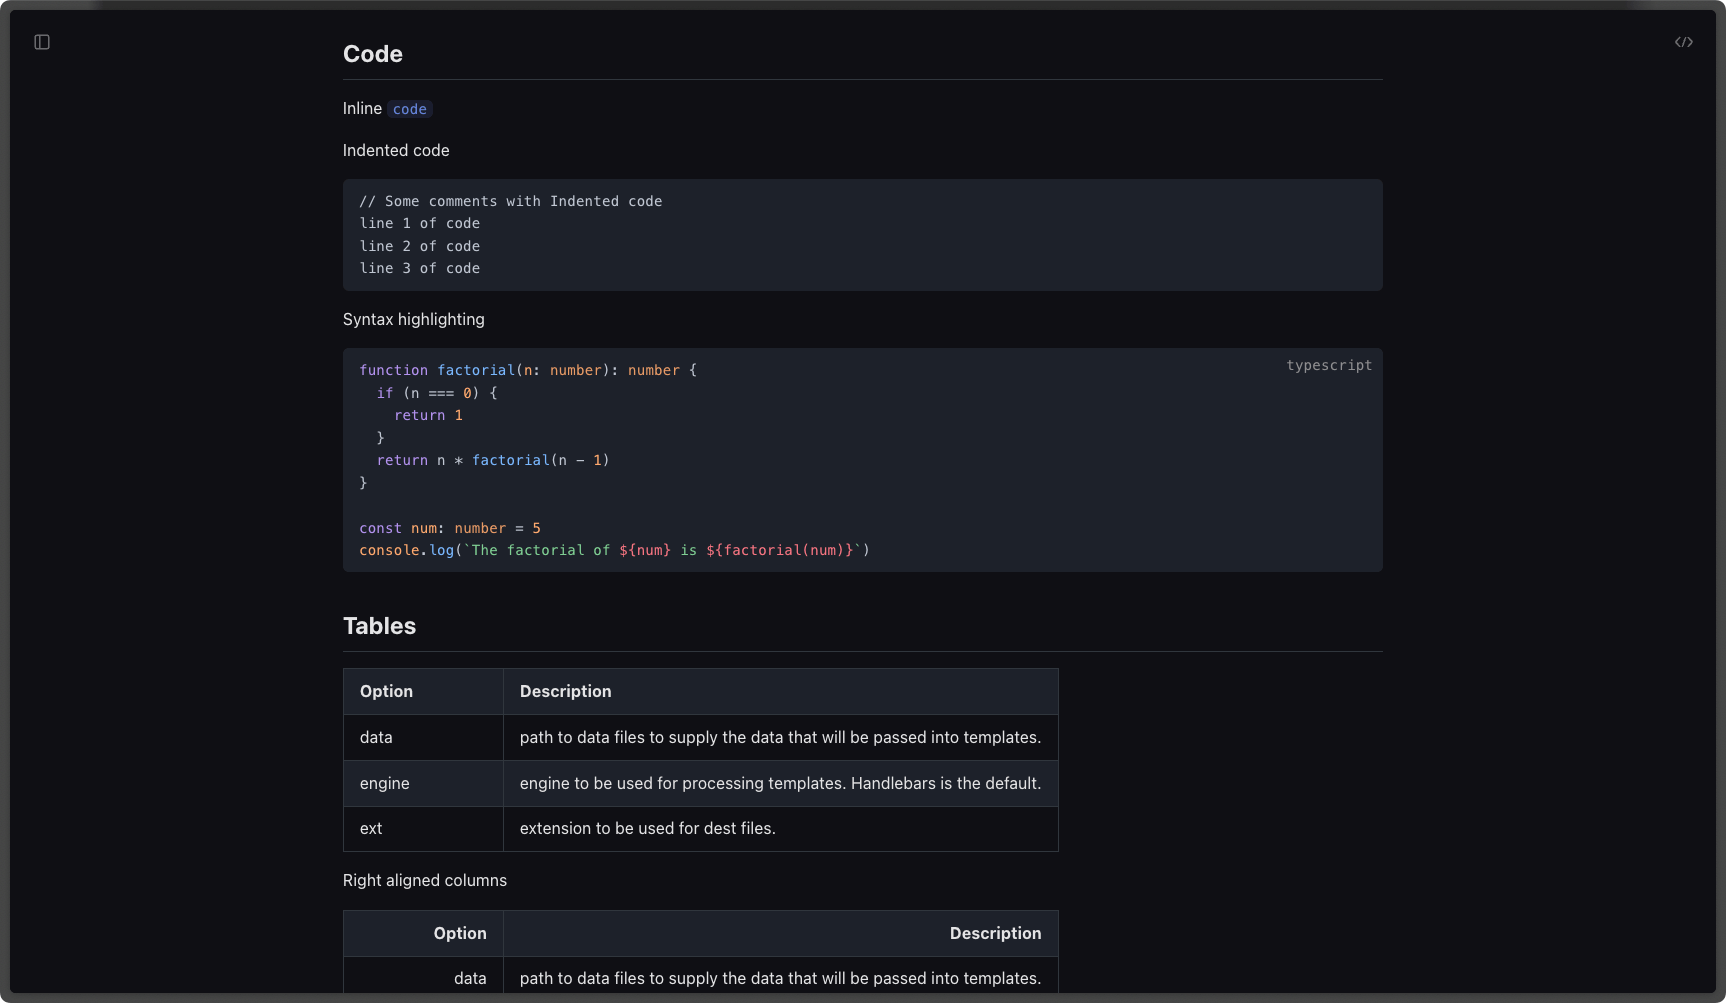 Code
Inline code
Indented code
// Some comments with Indented code
line 1 of code
line 2 of code
line 3 of code
Syntax highlighting
typescript
function factorial(n: number): number {
  if (n === 0) {
    return 1
  }
  return n * factorial(n - 1)
}

const num: number = 5
console.log(`The factorial of ${num} is ${factorial(num)}`)
Tables
Option Description
data path to data files to supply the data that will be passed into templates.
engine engine to be used for processing templates. Handlebars is the default.
ext extension to be used for dest files.
Right aligned columns
Option Description
data path to data files to supply the data that will be passed into templates.